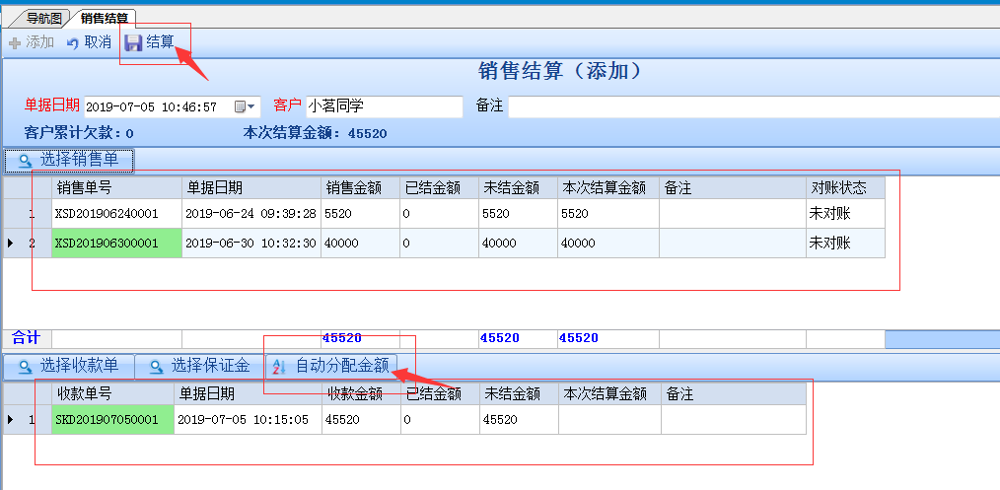 导航图 销售结算
添加 取消 结算
销售结算（添加）
单据日期 2019-07-05 10:46:57 客户 小茗同学 备注
客户累计欠款：0 本次结算金额：45520
选择销售单
销售单号 单据日期 销售金额 已结金额 未结金额 本次结算金额 备注 对账状态
1 XSD201906240001 2019-06-24 09:39:28 5520 0 5520 5520 未对账
2 XSD201906300001 2019-06-30 10:32:30 40000 0 40000 40000 未对账
合计 45520 45520 45520
选择收款单 选择保证金 自动分配金额
收款单号 单据日期 收款金额 已结金额 未结金额 本次结算金额 备注
1 SKD201907050001 2019-07-05 10:15:05 45520 0 45520